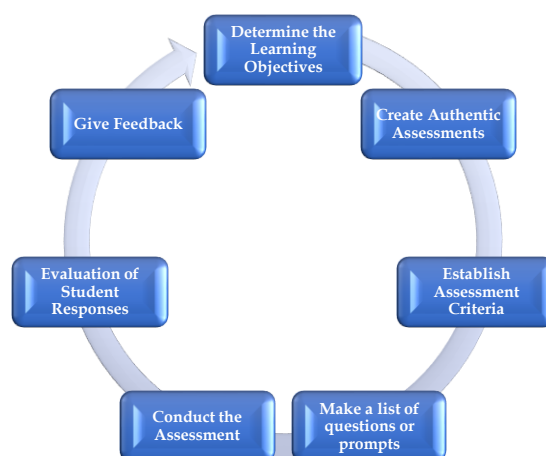 Determine the
Learning
Objectives
Create Authentic
Assessments
Establish
Assessment
Criteria
Make a list of
questions or
prompts
Conduct the
Assessment
Evaluation of
Student
Responses
Give Feedback